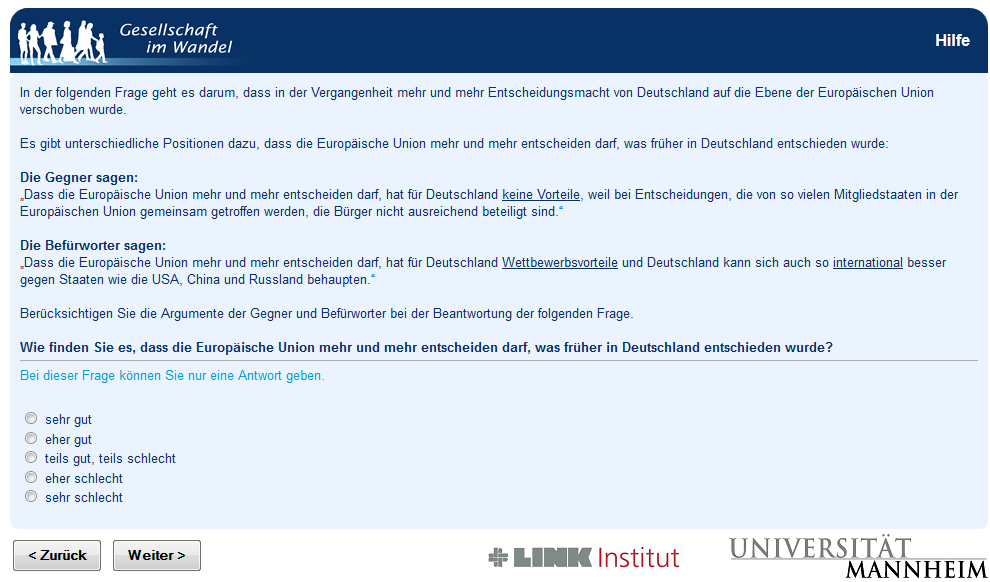 Gesellschaft
im Wandel
Hilfe
In der folgenden Frage geht es darum, dass in der Vergangenheit mehr und mehr Entscheidungsmacht von Deutschland auf die Ebene der Europäischen Union
verschoben wurde.
Es gibt unterschiedliche Positionen dazu, dass die Europäische Union mehr und mehr entscheiden darf, was früher in Deutschland entschieden wurde:
Die Gegner sagen:
„Dass die Europäische Union mehr und mehr entscheiden darf, hat für Deutschland keine Vorteile, weil bei Entscheidungen, die von so vielen Mitgliedstaaten in der
Europäischen Union gemeinsam getroffen werden, die Bürger nicht ausreichend beteiligt sind.“
Die Befürworter sagen:
„Dass die Europäische Union mehr und mehr entscheiden darf, hat für Deutschland Wettbewerbsvorteile und Deutschland kann sich auch so international besser
gegen Staaten wie die USA, China und Russland behaupten.“
Berücksichtigen Sie die Argumente der Gegner und Befürworter bei der Beantwortung der folgenden Frage.
Wie finden Sie es, dass die Europäische Union mehr und mehr entscheiden darf, was früher in Deutschland entschieden wurde?
Bei dieser Frage können Sie nur eine Antwort geben.
sehr gut
eher gut
teils gut, teils schlecht
eher schlecht
sehr schlecht
< Zurück
Weiter >
LINK Institut
UNIVERSITÄT
MANNHEIM